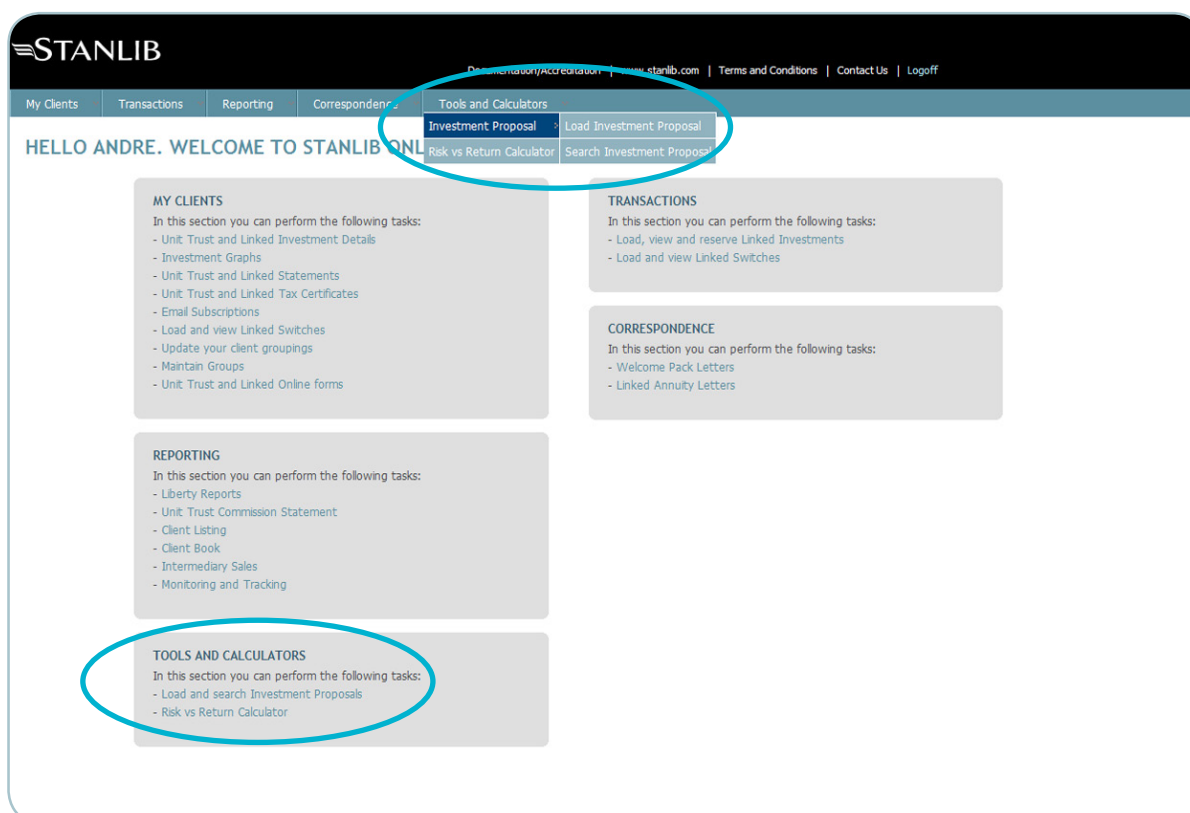 STANLIB
Documentation/Accreditation | www.stanlib.com | Terms and Conditions | Contact Us | Logoff
My Clients Transactions Reporting Correspondence Tools and Calculators
Investment Proposal > Load Investment Proposal
Risk vs Return Calculator Search Investment Proposal
HELLO ANDRE. WELCOME TO STANLIB ONL
MY CLIENTS
In this section you can perform the following tasks:
- Unit Trust and Linked Investment Details
- Investment Graphs
- Unit Trust and Linked Statements
- Unit Trust and Linked Tax Certificates
- Email Subscriptions
- Load and view Linked Switches
- Update your client groupings
- Maintain Groups
- Unit Trust and Linked Online forms
TRANSACTIONS
In this section you can perform the following tasks:
- Load, view and reserve Linked Investments
- Load and view Linked Switches
CORRESPONDENCE
In this section you can perform the following tasks:
- Welcome Pack Letters
- Linked Annuity Letters
REPORTING
In this section you can perform the following tasks:
- Liberty Reports
- Unit Trust Commission Statement
- Client Listing
- Client Book
- Intermediary Sales
- Monitoring and Tracking
TOOLS AND CALCULATORS
In this section you can perform the following tasks:
- Load and search Investment Proposals
- Risk vs Return Calculator